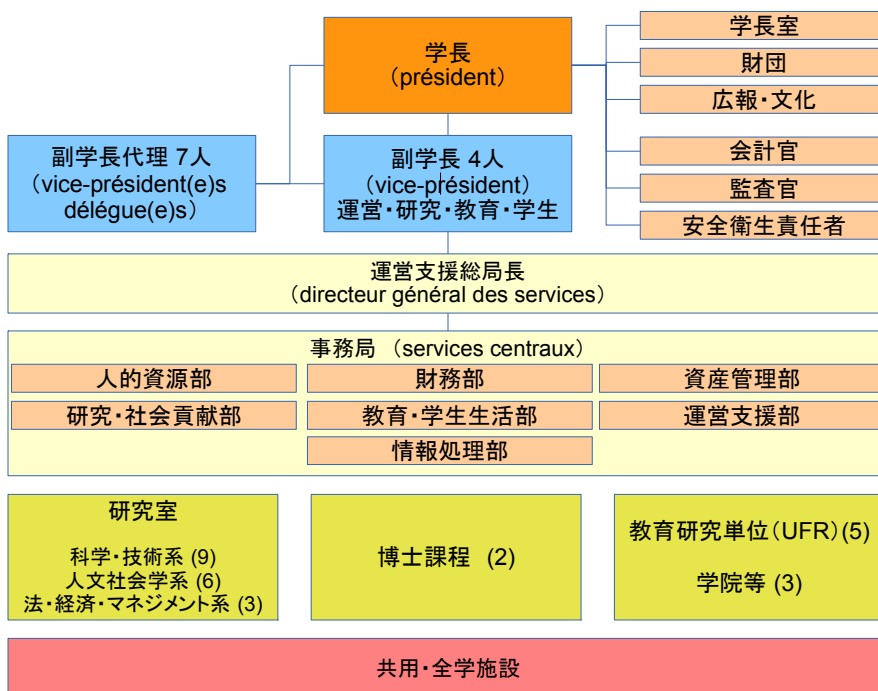 学長
（président）
学長室
財団
広報・文化
会計官
監査官
安全衛生責任者
副学長代理 7人
（vice-président(e)s
délégue(e)s）
副学長 4人
（vice-président）
運営・研究・教育・学生
運営支援総局長
（directeur général des services）
事務局 （services centraux）
人的資源部
財務部
資産管理部
研究・社会貢献部
教育・学生生活部
運営支援部
情報処理部
研究室
科学・技術系 (9)
人文社会学系 (6)
法・経済・マネジメント系 (3)
博士課程 (2)
教育研究単位（UFR）(5)
学院等 (3)
共用・全学施設